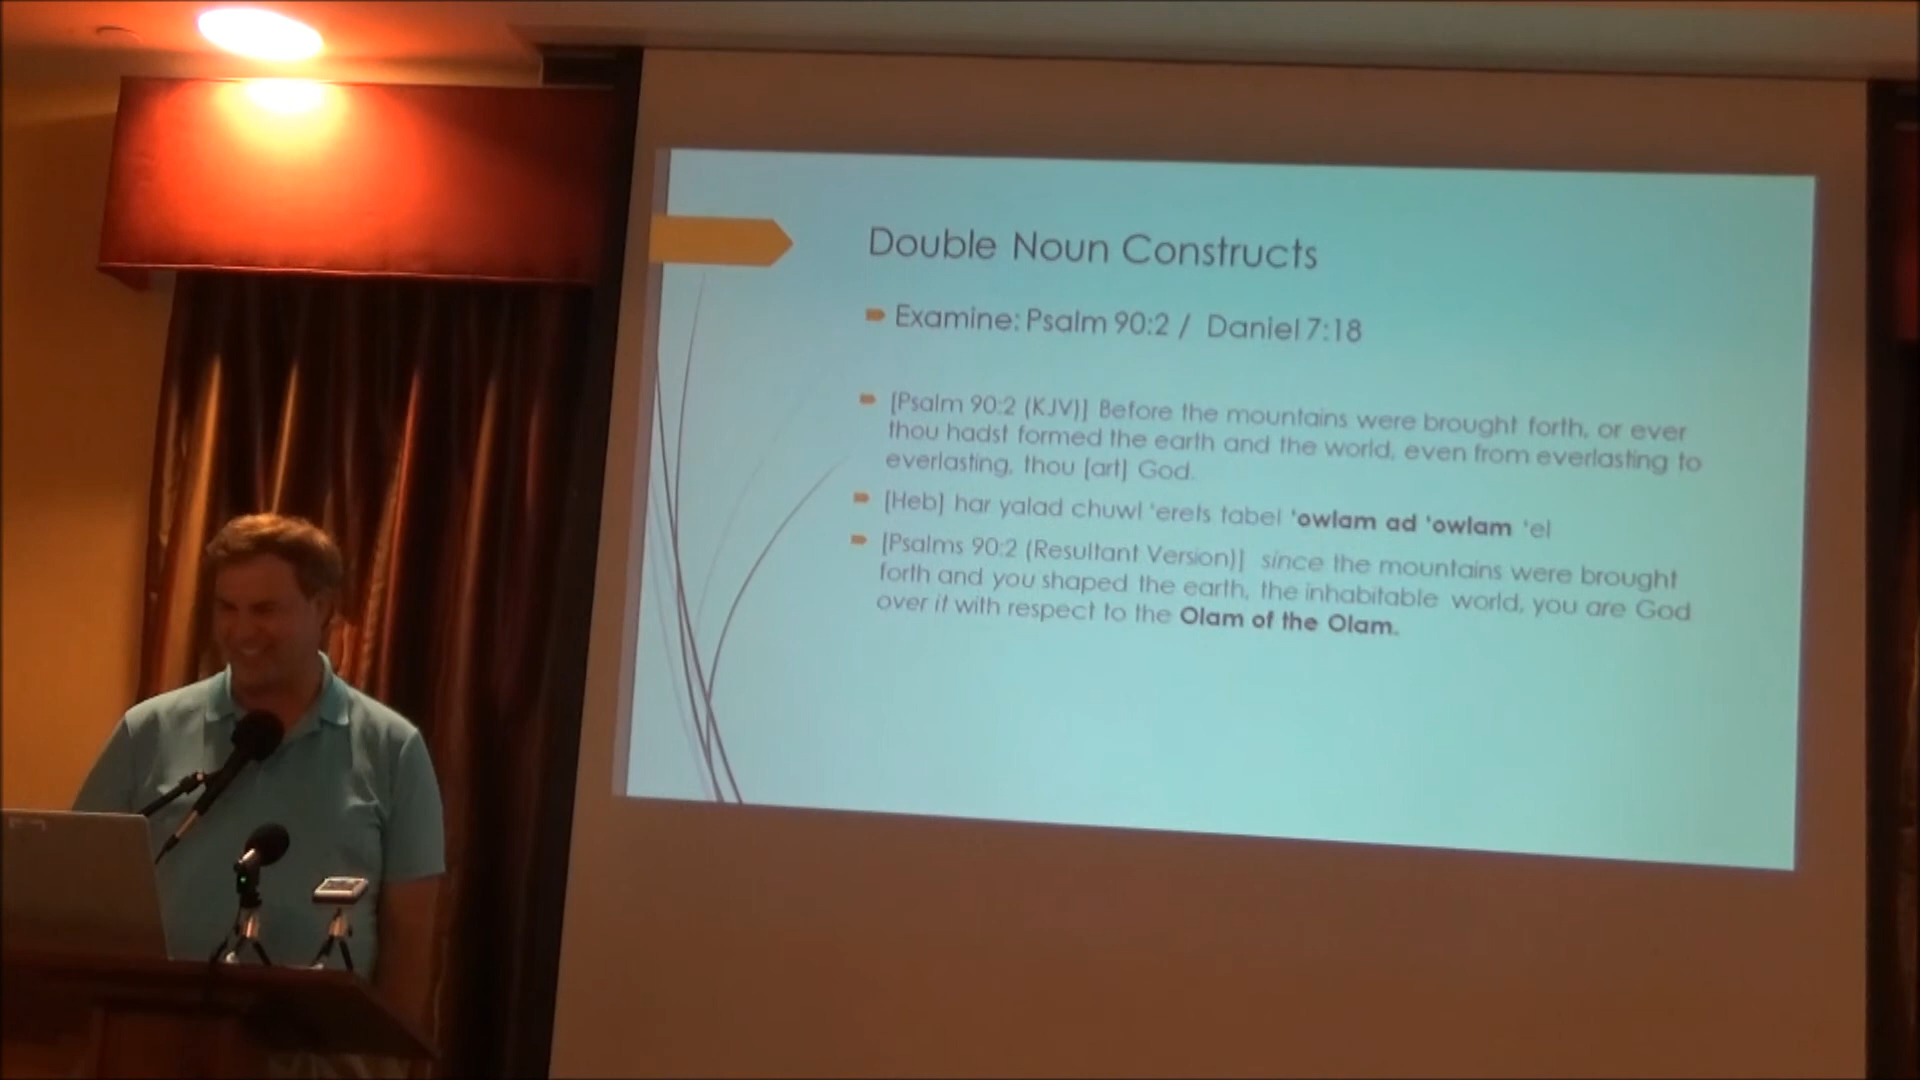 Double Noun Constructs
Examine: Psalm 90:2 / Daniel 7:18
[Psalm 90:2 (KJV)] Before the mountains were brought forth, or ever
thou hadst formed the earth and the world, even from everlasting to
everlasting, thou [art] God.
[Heb] har yalad chuwl 'erets tabel 'owlam ad 'owlam 'el
[Psalms 90:2 (Resultant Version)] since the mountains were brought
forth and you shaped the earth, the inhabitable world, you are God
over it with respect to the Olam of the Olam.